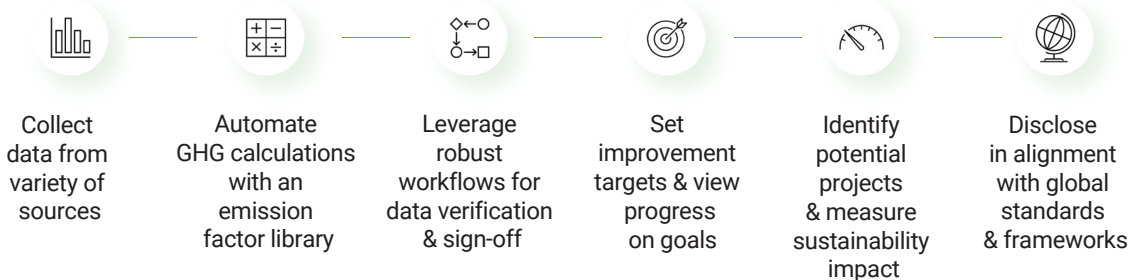 Collect
data from
variety of
sources
Automate
GHG calculations
with an
emission
factor library
Leverage
robust
workflows for
data verification
& sign-off
Set
improvement
targets & view
progress
on goals
Identify
potential
projects
& measure
sustainability
impact
Disclose
in alignment
with global
standards
& frameworks